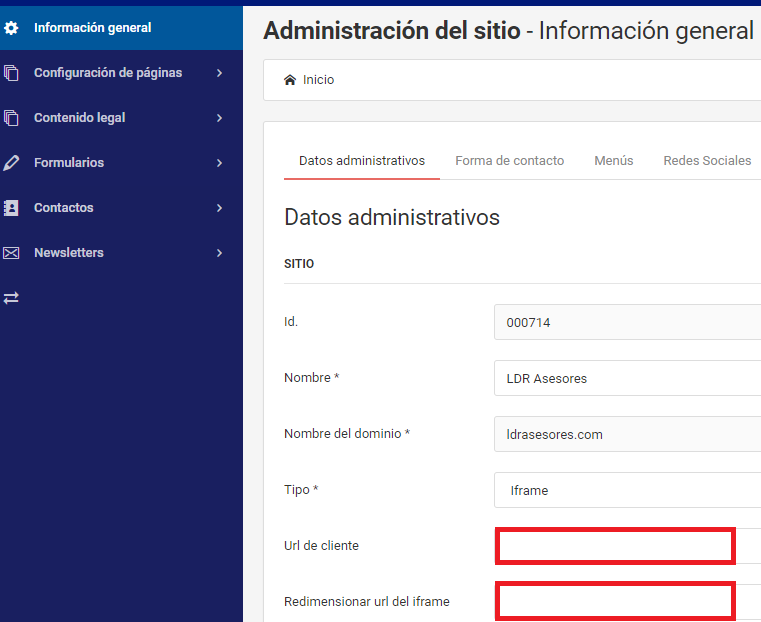 Administración del sitio - Información general
Información general
Configuración de páginas
Contenido legal
Formularios
Contactos
Newsletters
Inicio
Datos administrativos Forma de contacto Menús Redes Sociales
Datos administrativos
SITIO
Id. 000714
Nombre * LDR Asesores
Nombre del dominio * ldrasesores.com
Tipo * Iframe
Url de cliente
Redimensionar url del iframe